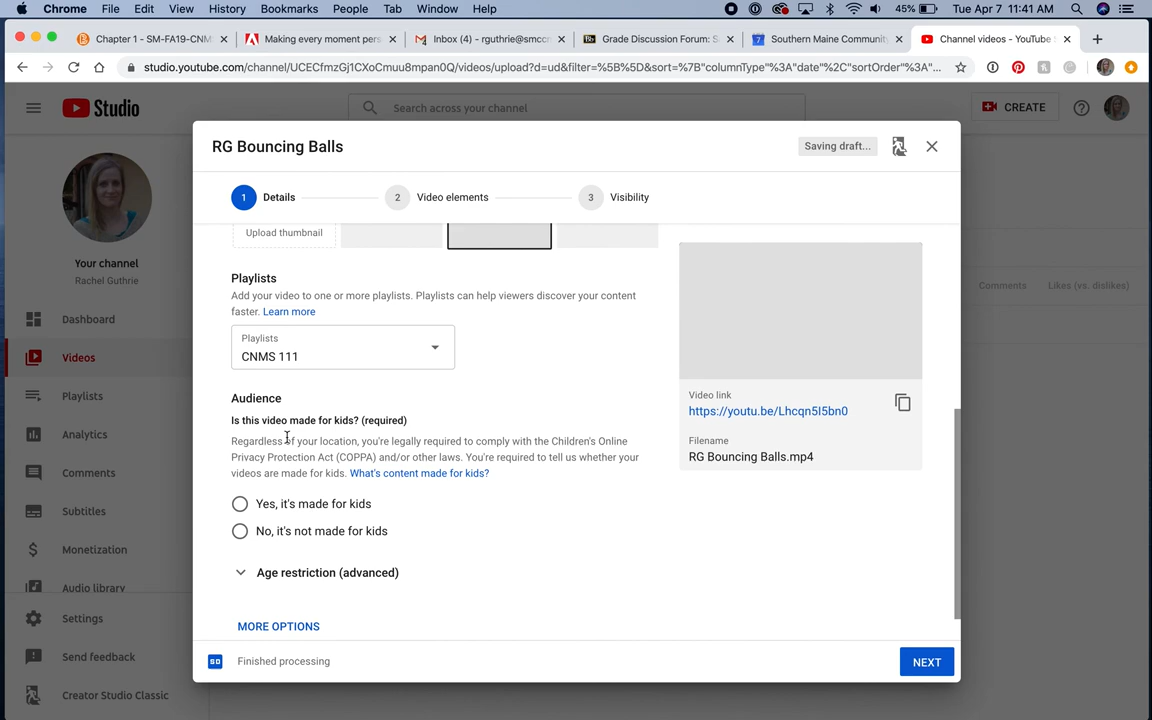 Chrome File Edit View History Bookmarks People Tab Window Help 45% Tue Apr 7 11:41 AM
Chapter 1 - SM-FA19-CNM Making every moment pers Inbox (4) - rguthrie@smcc Grade Discussion Forum: S Southern Maine Community Channel videos - YouTube S
studio.youtube.com/channel/UCECfmzGj1CXoCmuu8mpan0Q/videos/upload?d=ud&filter=%5B%5D&sort=%7B"columnType"%3A"date"%2C"sortOrder"%3A"...
Studio Search across your channel CREATE
RG Bouncing Balls Saving draft...
1 Details 2 Video elements 3 Visibility
Upload thumbnail
Your channel
Rachel Guthrie
Dashboard
Videos
Playlists
Analytics
Comments
Subtitles
Monetization
Audio library
Settings
Send feedback
Creator Studio Classic
Playlists
Add your video to one or more playlists. Playlists can help viewers discover your content
faster. Learn more
Playlists
CNMS 111
Audience
Is this video made for kids? (required)
Regardless of your location, you're legally required to comply with the Children's Online
Privacy Protection Act (COPPA) and/or other laws. You're required to tell us whether your
videos are made for kids. What's content made for kids?
Yes, it's made for kids
No, it's not made for kids
Age restriction (advanced)
MORE OPTIONS
Video link
https://youtu.be/Lhcqn5I5bn0
Filename
RG Bouncing Balls.mp4
Comments Likes (vs. dislikes)
SD Finished processing NEXT